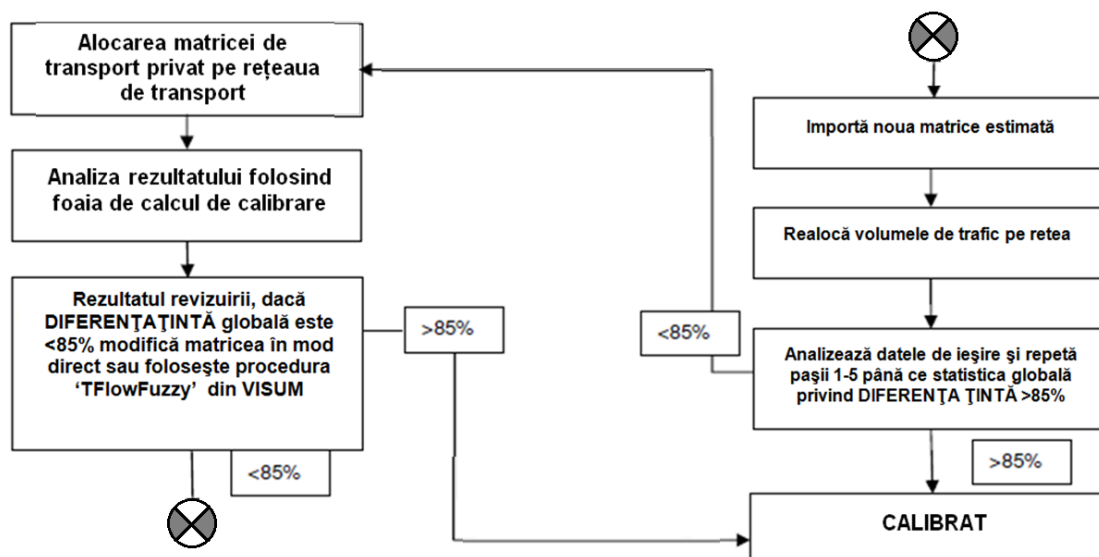 Alocarea matricei de
transport privat pe rețeaua
de transport
Analiza rezultatului folosind
foaia de calcul de calibrare
Rezultatul revizuirii, dacă
DIFERENŢAŢINTĂ globală este
<85% modifică matricea în mod
direct sau foloseşte procedura
‘TFlowFuzzy’ din VISUM
<85%
>85%
<85%
Importă noua matrice estimată
Realocă volumele de trafic pe retea
Analizează datele de ieşire şi repetă
paşii 1-5 până ce statistica globală
privind DIFERENŢA ŢINTĂ >85%
>85%
CALIBRAT